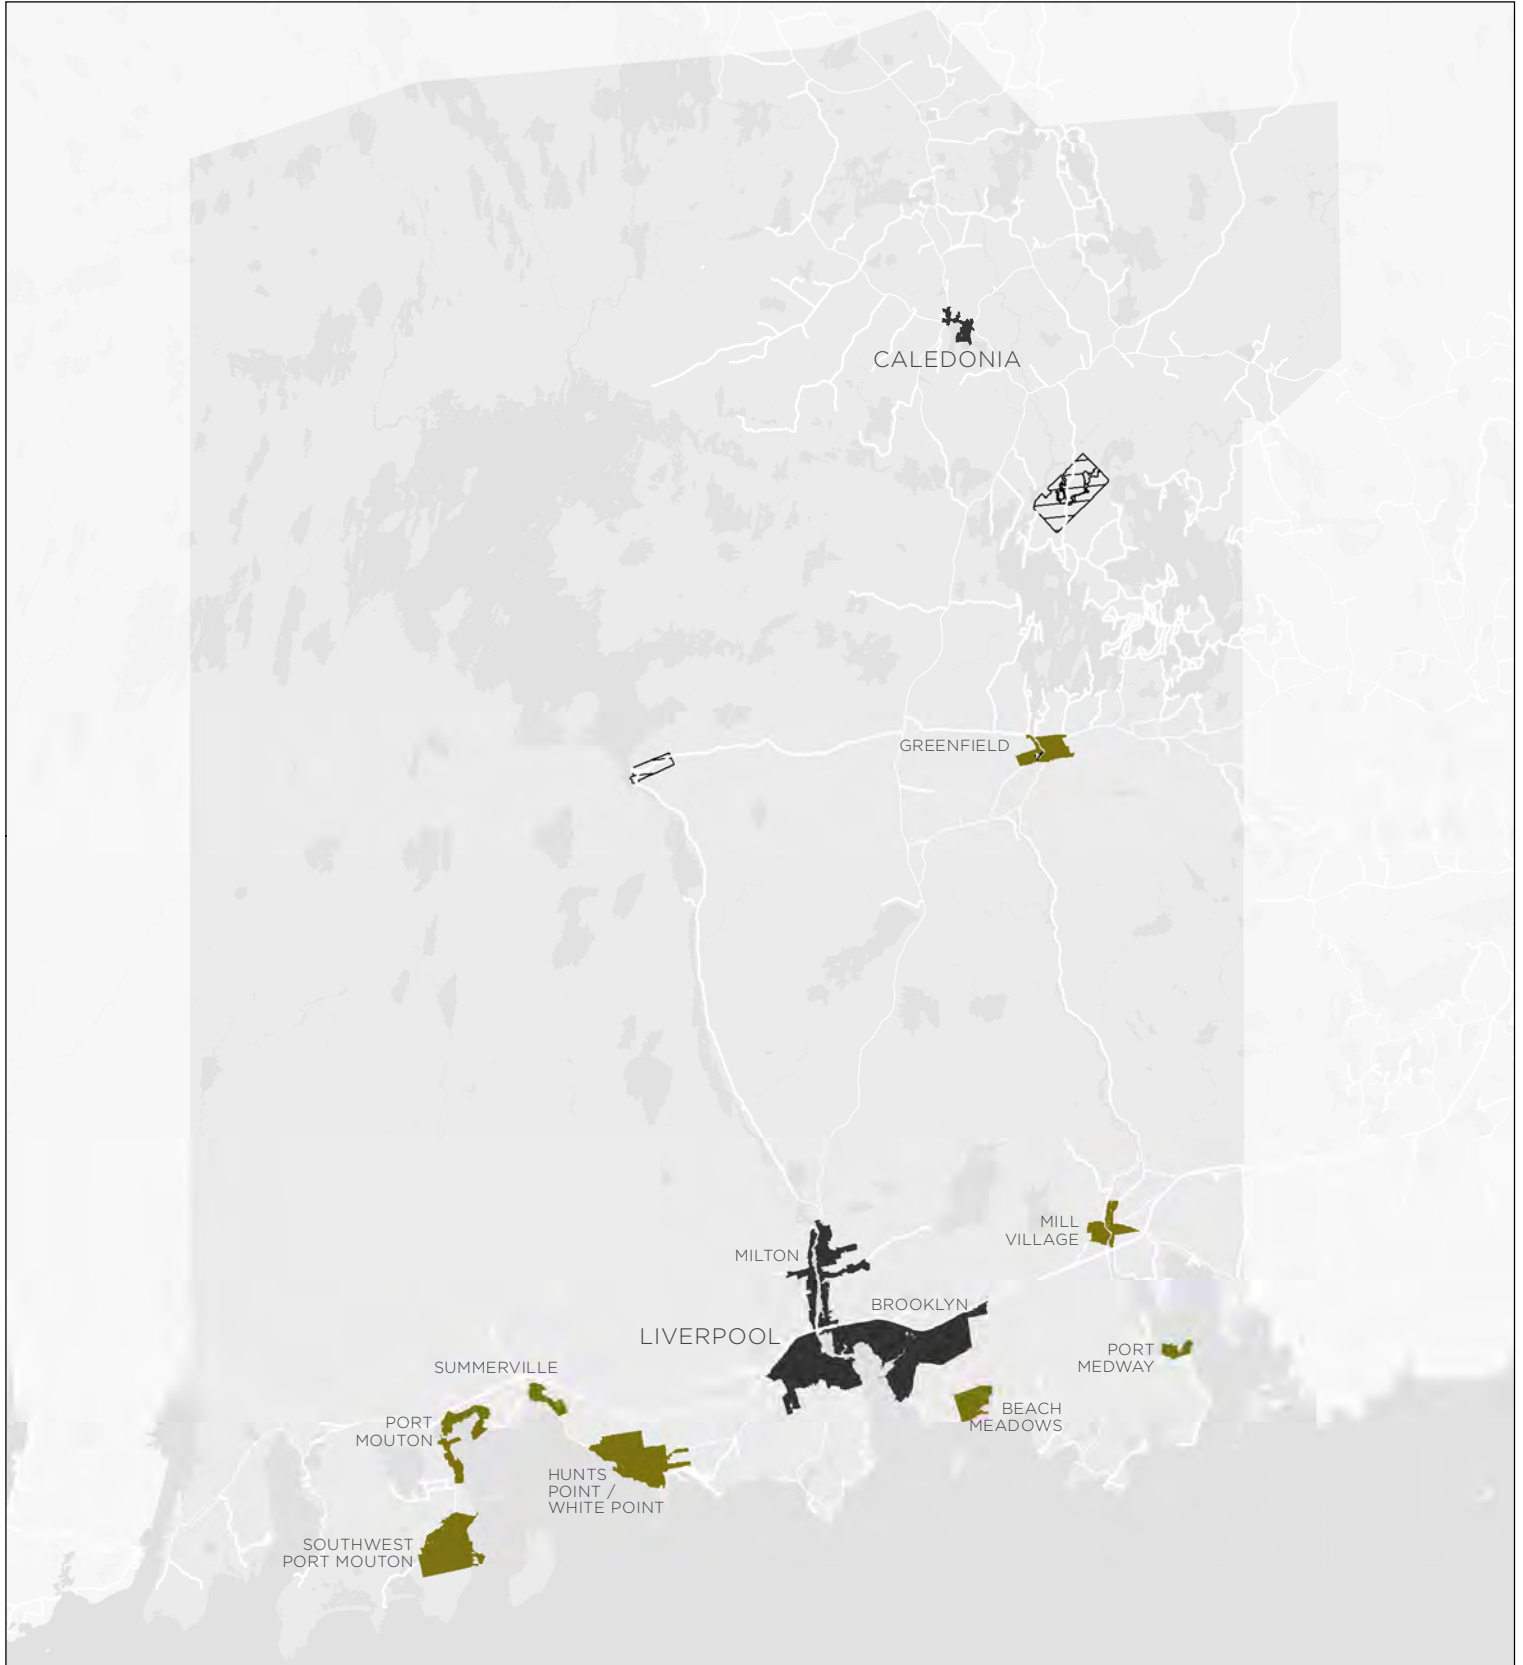 CALEDONIA
GREENFIELD
MILL
VILLAGE
MILTON
BROOKLYN
LIVERPOOL
PORT
MEDWAY
SUMMERVILLE
BEACH
MEADOWS
PORT
MOUTON
HUNTS
POINT /
WHITE POINT
SOUTHWEST
PORT MOUTON